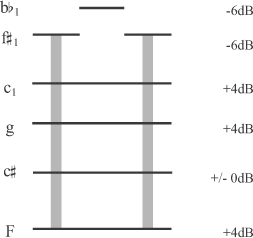 b♭₁ -6dB
f♯¹ -6dB
c₁ +4dB
g +4dB
c♯ +/- 0dB
F +4dB